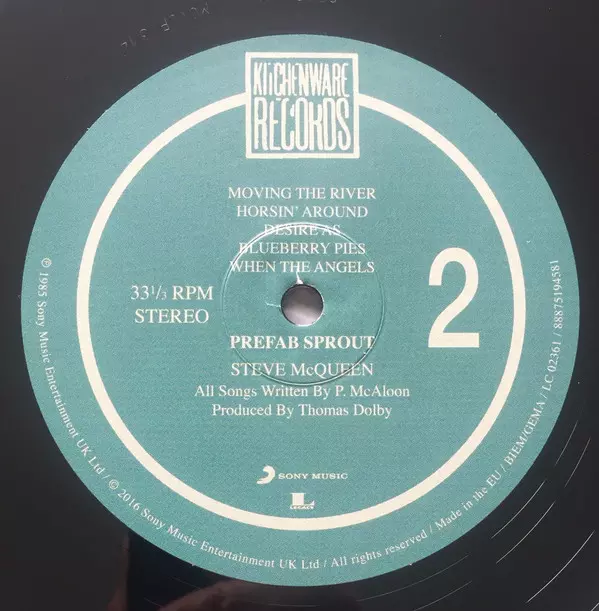 KITCHENWARE
RECORDS
MOVING THE RIVER
HORSIN' AROUND
DESIRE AS
BLUEBERRY PIES
WHEN THE ANGELS
33 1/3 RPM
STEREO
2
PREFAB SPROUT
STEVE McQUEEN
All Songs Written By P. McAloon
Produced By Thomas Dolby
SONY MUSIC
L
LEGACY
℗ 1985 Sony Music Entertainment UK Ltd / © 2016 Sony Music Entertainment UK Ltd / All rights reserved / Made in the EU / BIEM/GEMA / LC 02361 / 88875194581